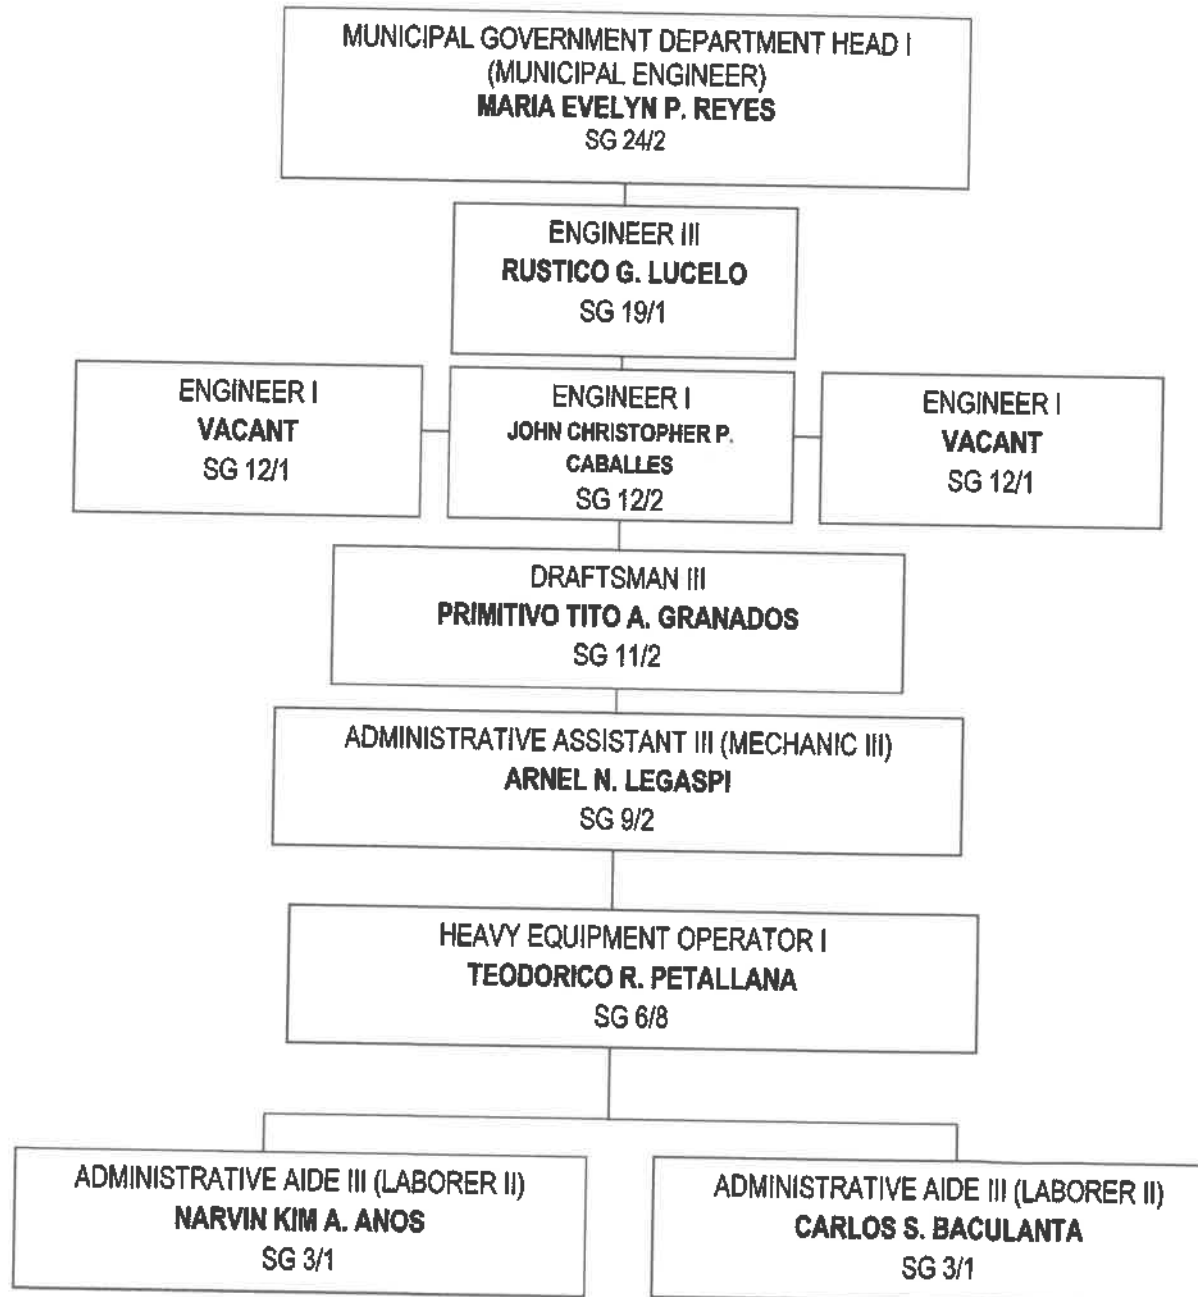 MUNICIPAL GOVERNMENT DEPARTMENT HEAD I
(MUNICIPAL ENGINEER)
MARIA EVELYN P. REYES
SG 24/2
ENGINEER III
RUSTICO G. LUCELO
SG 19/1
ENGINEER I
VACANT
SG 12/1
ENGINEER I
JOHN CHRISTOPHER P.
CABALLES
SG 12/2
ENGINEER I
VACANT
SG 12/1
DRAFTSMAN III
PRIMITIVO TITO A. GRANADOS
SG 11/2
ADMINISTRATIVE ASSISTANT III (MECHANIC III)
ARNEL N. LEGASPI
SG 9/2
HEAVY EQUIPMENT OPERATOR I
TEODORICO R. PETALLANA
SG 6/8
ADMINISTRATIVE AIDE III (LABORER II)
NARVIN KIM A. ANOS
SG 3/1
ADMINISTRATIVE AIDE III (LABORER II)
CARLOS S. BACULANTA
SG 3/1